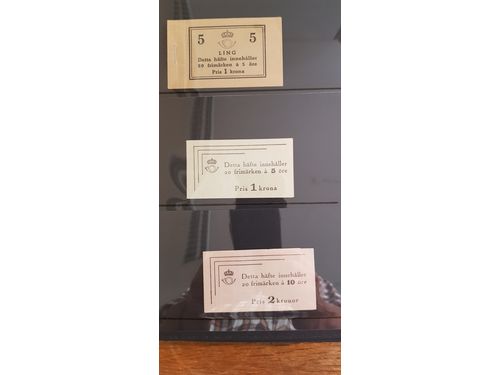 5 5
LING
Detta häfte innehåller
20 frimärken à 5 öre
Pris 1 krona
Detta häfte innehåller
20 frimärken à 5 öre
Pris 1 krona
Detta häfte innehåller
20 frimärken à 10 öre
Pris 2 kronor